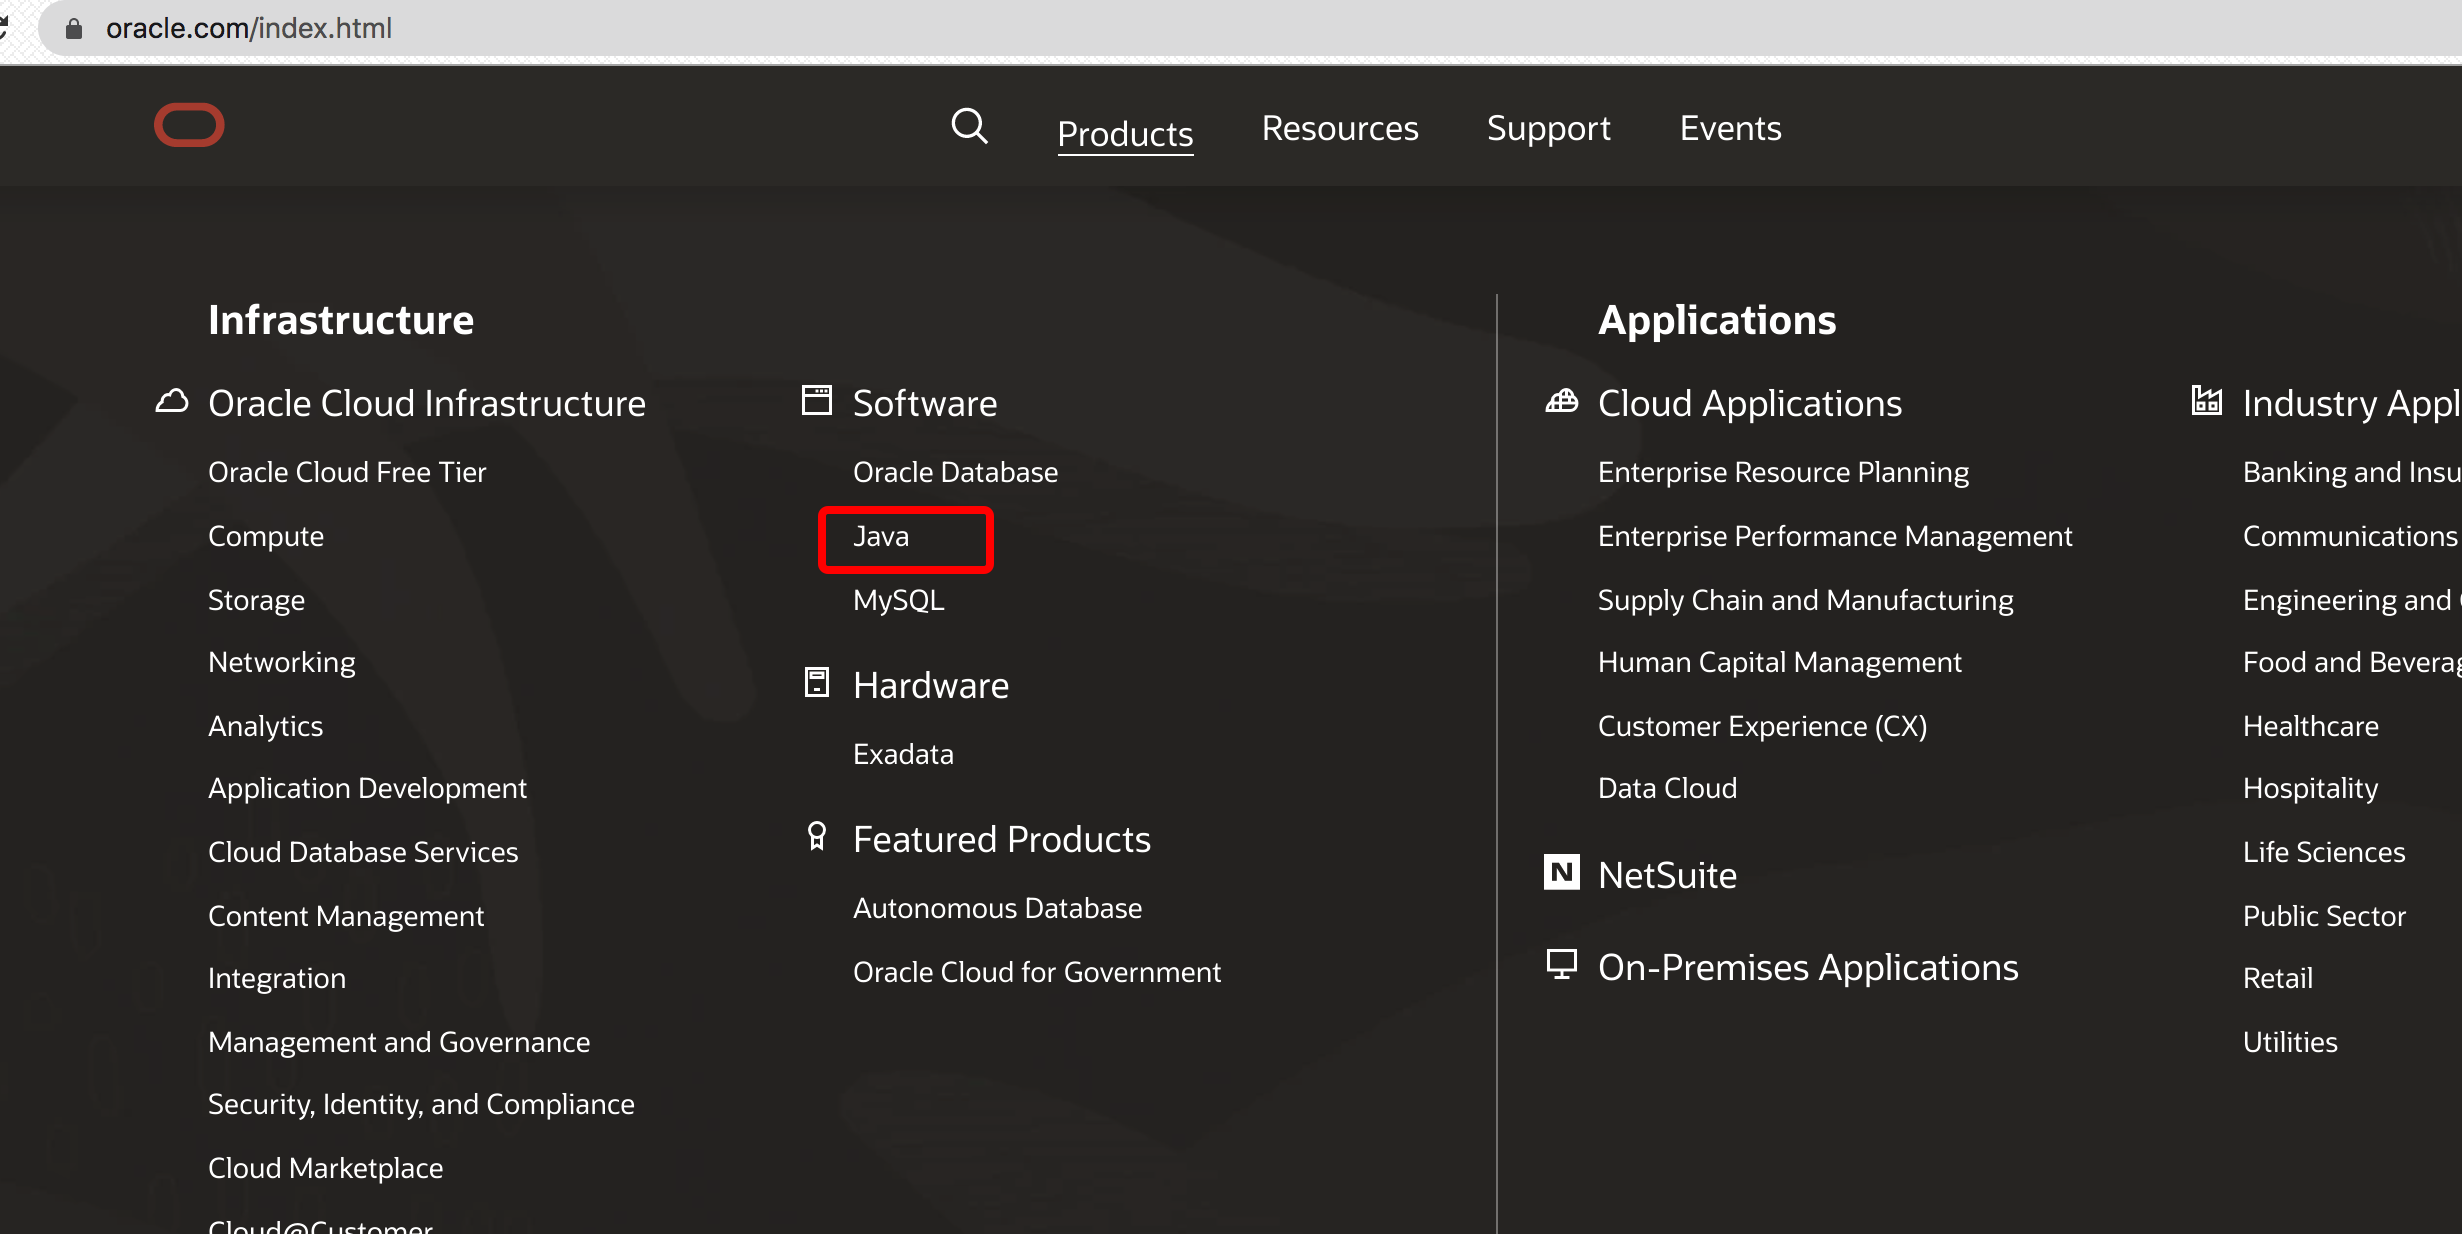 oracle.com/index.html
Products
Resources
Support
Events
Infrastructure
Oracle Cloud Infrastructure
Oracle Cloud Free Tier
Compute
Storage
Networking
Analytics
Application Development
Cloud Database Services
Content Management
Integration
Management and Governance
Security, Identity, and Compliance
Cloud Marketplace
Cloud@Customer
Software
Oracle Database
Java
MySQL
Hardware
Exadata
Featured Products
Autonomous Database
Oracle Cloud for Government
Applications
Cloud Applications
Enterprise Resource Planning
Enterprise Performance Management
Supply Chain and Manufacturing
Human Capital Management
Customer Experience (CX)
Data Cloud
N NetSuite
On-Premises Applications
Industry Appl
Banking and Insu
Communications
Engineering and
Food and Beverag
Healthcare
Hospitality
Life Sciences
Public Sector
Retail
Utilities